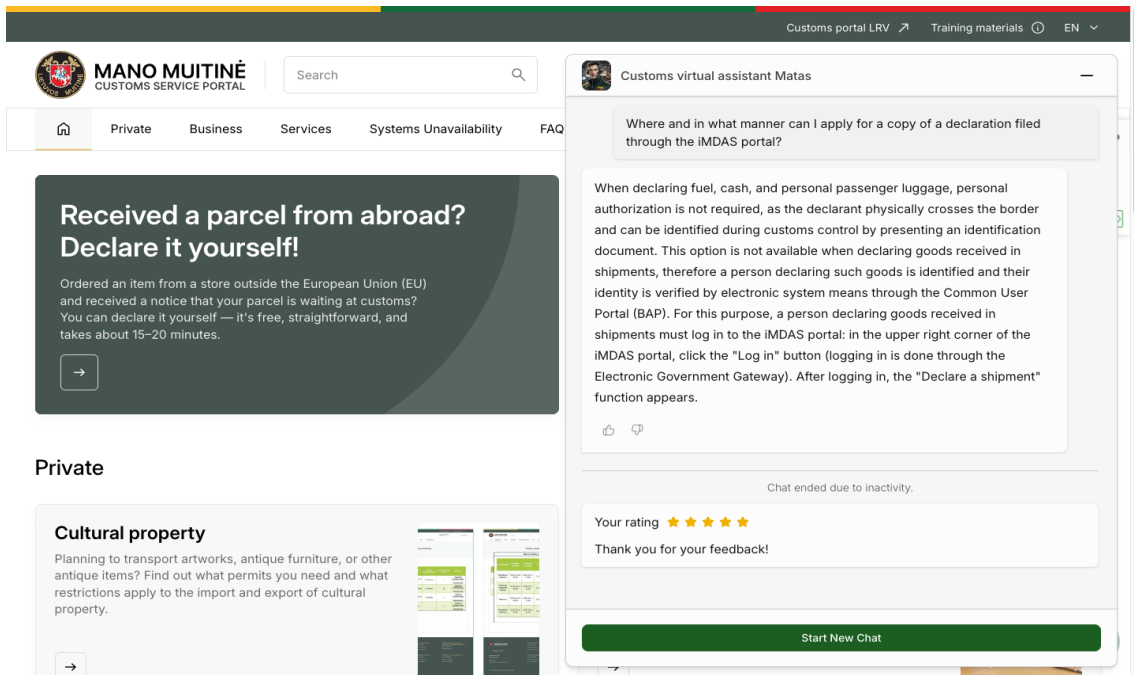 Customs portal LRV
Training materials
EN
MANO MUITINĖ
CUSTOMS SERVICE PORTAL
Search
Private
Business
Services
Systems Unavailability
FAQ
Received a parcel from abroad?
Declare it yourself!
Ordered an item from a store outside the European Union (EU)
and received a notice that your parcel is waiting at customs?
You can declare it yourself — it's free, straightforward, and
takes about 15–20 minutes.
Private
Cultural property
Planning to transport artworks, antique furniture, or other
antique items? Find out what permits you need and what
restrictions apply to the import and export of cultural
property.
Customs virtual assistant Matas
Where and in what manner can I apply for a copy of a declaration filed
through the iMDAS portal?
When declaring fuel, cash, and personal passenger luggage, personal
authorization is not required, as the declarant physically crosses the border
and can be identified during customs control by presenting an identification
document. This option is not available when declaring goods received in
shipments, therefore a person declaring such goods is identified and their
identity is verified by electronic system means through the Common User
Portal (BAP). For this purpose, a person declaring goods received in
shipments must log in to the iMDAS portal: in the upper right corner of the
iMDAS portal, click the "Log in" button (logging in is done through the
Electronic Government Gateway). After logging in, the "Declare a shipment"
function appears.
Chat ended due to inactivity.
Your rating
Thank you for your feedback!
Start New Chat